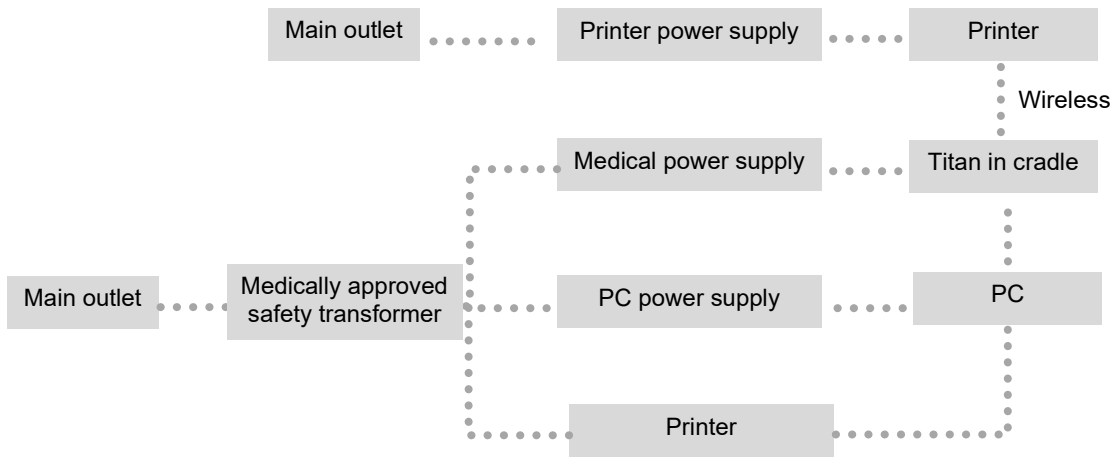 Main outlet
Printer power supply
Printer
Wireless
Medical power supply
Titan in cradle
Main outlet
Medically approved
safety transformer
PC power supply
PC
Printer